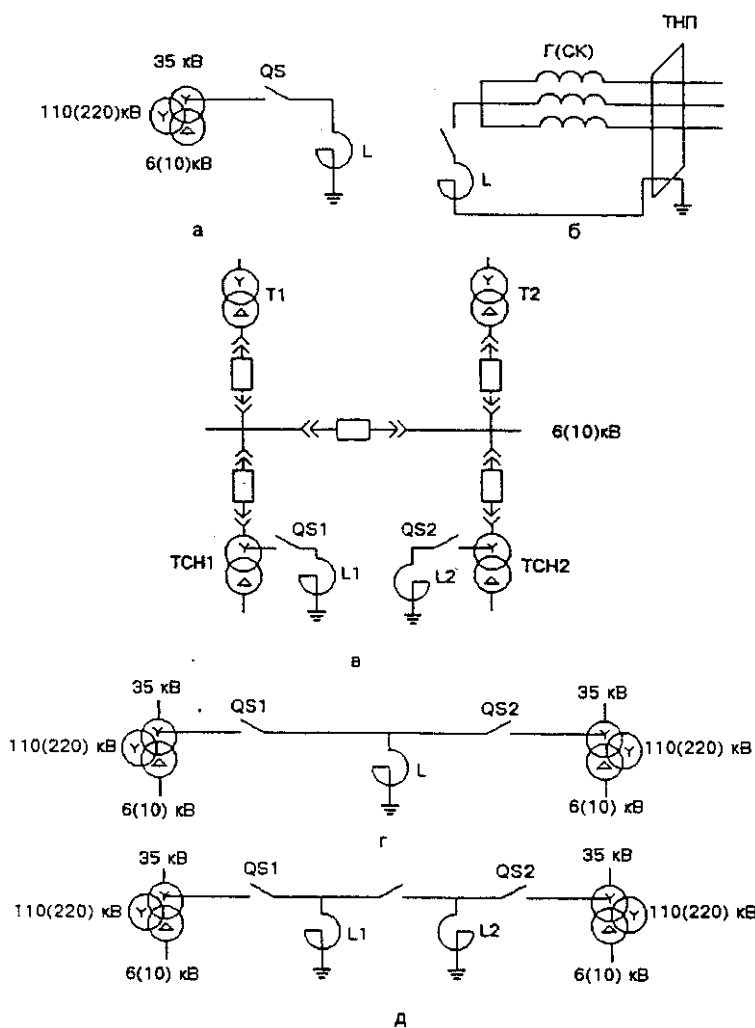 35 кВ
QS
110(220)кВ
6(10)кВ
L
а
ТНП
Г(СК)
L
б
Т1
Т2
6(10)кВ
QS1
QS2
ТСН1
L1
L2
ТСН2
в
35 кВ
QS1
QS2
35 кВ
110(220) кВ
L
110(220) кВ
6(10) кВ
6(10) кВ
г
35 кВ
QS1
QS2
35 кВ
110(220) кВ
L1
L2
110(220) кВ
6(10) кВ
6(10) кВ
д